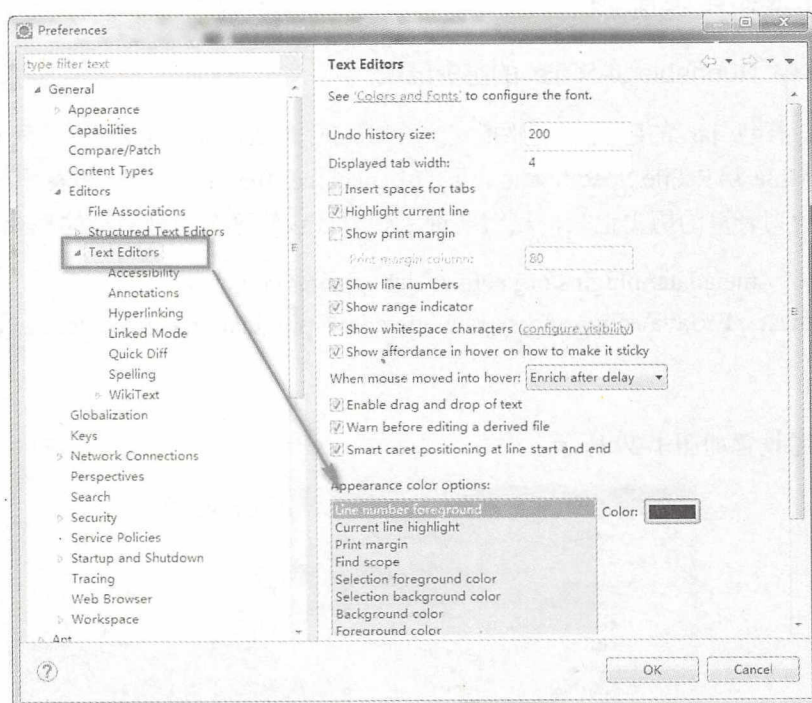 Preferences
type filter text
General
Appearance
Capabilities
Compare/Patch
Content Types
Editors
File Associations
Structured Text Editors
Text Editors
Accessibility
Annotations
Hyperlinking
Linked Mode
Quick Diff
Spelling
WikiText
Globalization
Keys
Network Connections
Perspectives
Search
Security
Service Policies
Startup and Shutdown
Tracing
Web Browser
Workspace
Ant
Text Editors
See 'Colors and Fonts' to configure the font.
Undo history size: 200
Displayed tab width: 4
Insert spaces for tabs
Highlight current line
Show print margin
Print margin column: 80
Show line numbers
Show range indicator
Show whitespace characters (configure visibility)
Show affordance in hover on how to make it sticky
When mouse moved into hover: Enrich after delay
Enable drag and drop of text
Warn before editing a derived file
Smart caret positioning at line start and end
Appearance color options:
Line number foreground
Color:
Current line highlight
Print margin
Find scope
Selection foreground color
Selection background color
Background color
Foreground color
OK Cancel